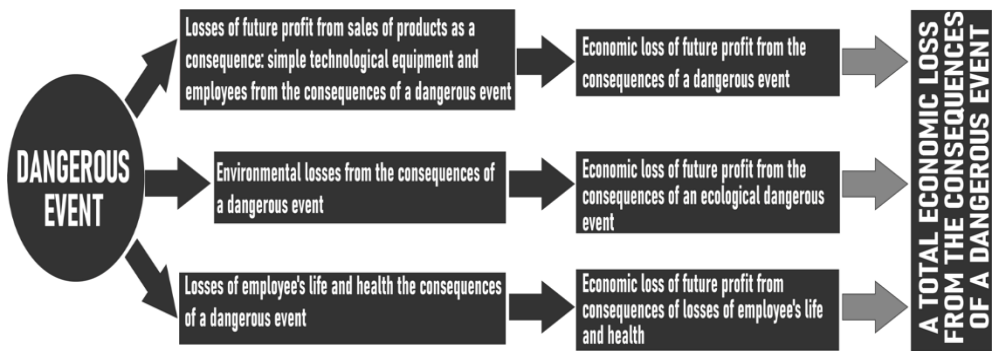 DANGEROUS
EVENT
Losses of future profit from sales of products as a
consequence: simple technological equipment and
employees from the consequences of a dangerous event
Economic loss of future profit from the
consequences of a dangerous event
Environmental losses from the consequences of
a dangerous event
Economic loss of future profit from the
consequences of an ecological dangerous
event
Losses of employee's life and health the consequences
of a dangerous event
Economic loss of future profit from
consequences of losses of employee's life
and health
A TOTAL ECONOMIC LOSS
FROM THE CONSEQUENCES
OF A DANGEROUS EVENT